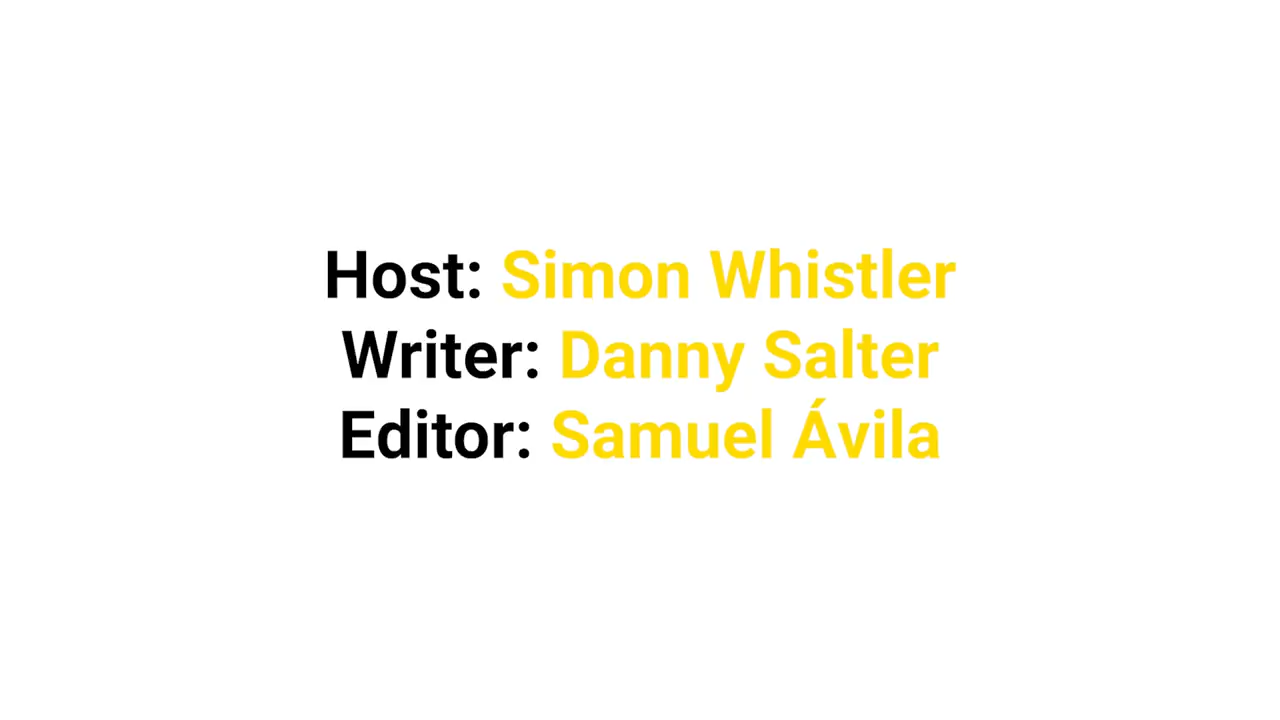 Host: Simon Whistler
Writer: Danny Salter
Editor: Samuel Ávila